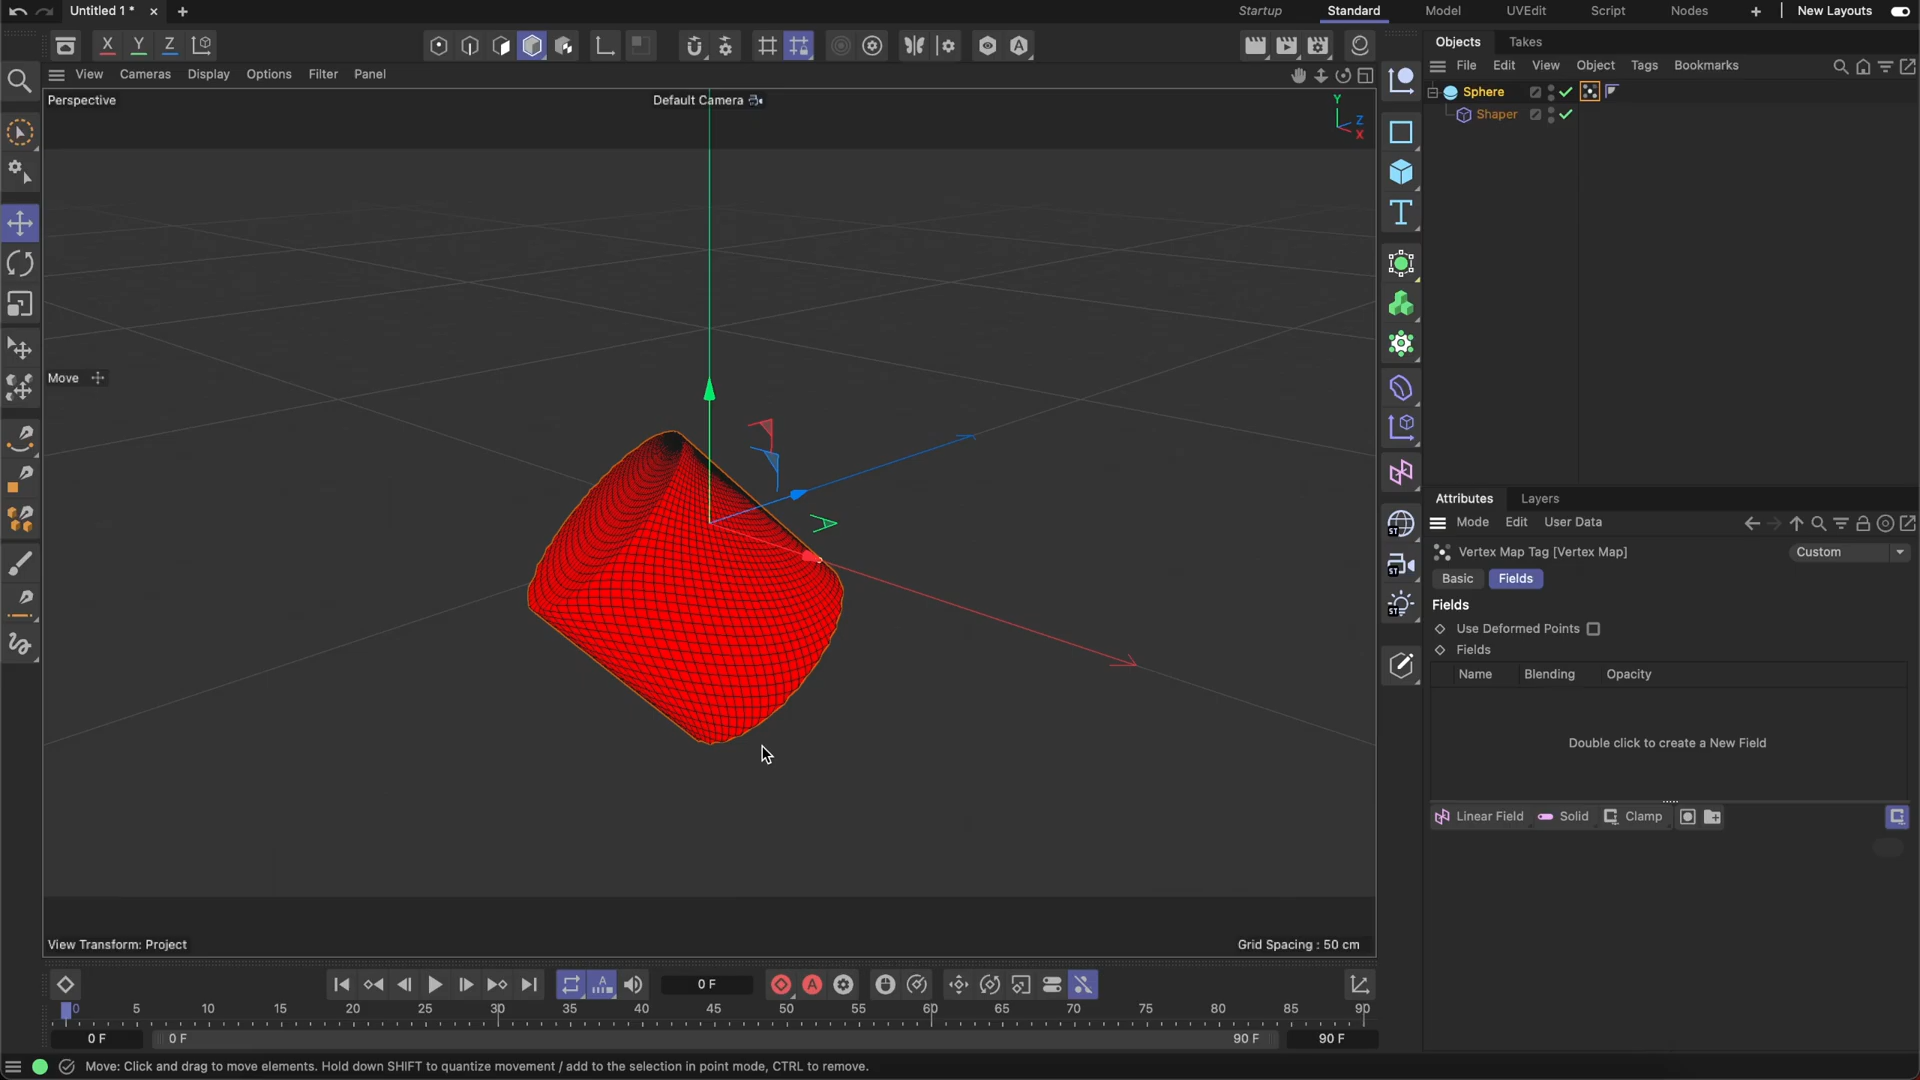 Untitled 1 *
Startup
Standard
Model
UVEdit
Script
Nodes
New Layouts
X
Y
Z
Objects
Takes
File
Edit
View
Object
Tags
Bookmarks
View
Cameras
Display
Options
Filter
Panel
Perspective
Default Camera
Y
Z
X
Sphere
Shaper
Move
Attributes
Layers
Mode
Edit
User Data
Vertex Map Tag [Vertex Map]
Custom
Basic
Fields
Fields
Use Deformed Points
Fields
Name
Blending
Opacity
Double click to create a New Field
Linear Field
Solid
Clamp
ST
ST
ST
View Transform: Project
Grid Spacing : 50 cm
0 F
0
5
10
15
20
25
30
35
40
45
50
55
60
65
70
75
80
85
90
0 F
0 F
90 F
90 F
Move: Click and drag to move elements. Hold down SHIFT to quantize movement / add to the selection in point mode, CTRL to remove.